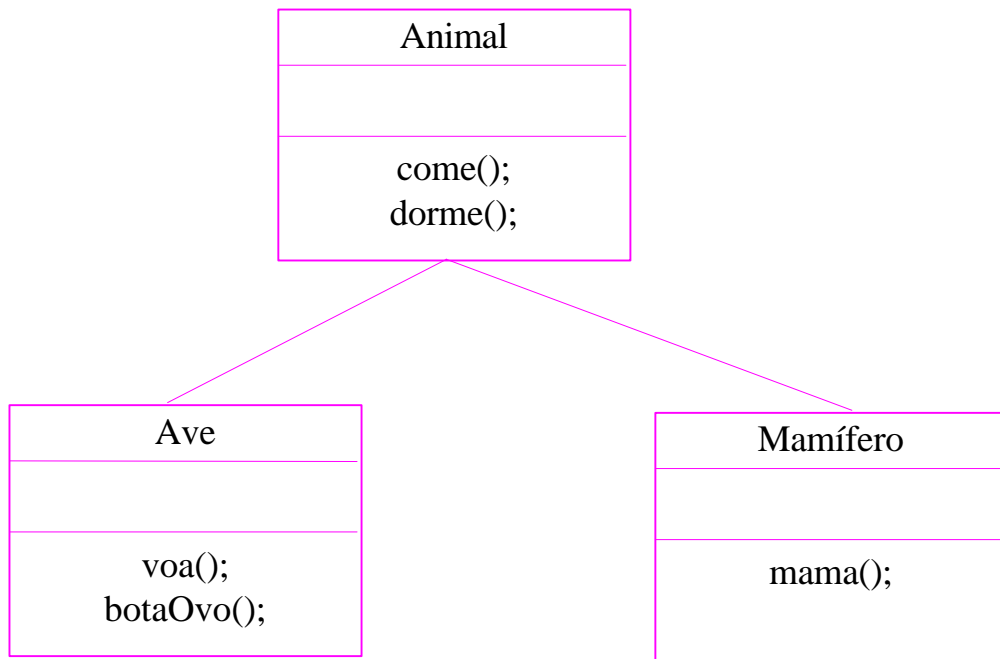 Animal
come();
dorme();
Ave
voa();
botaOvo();
Mamífero
mama();